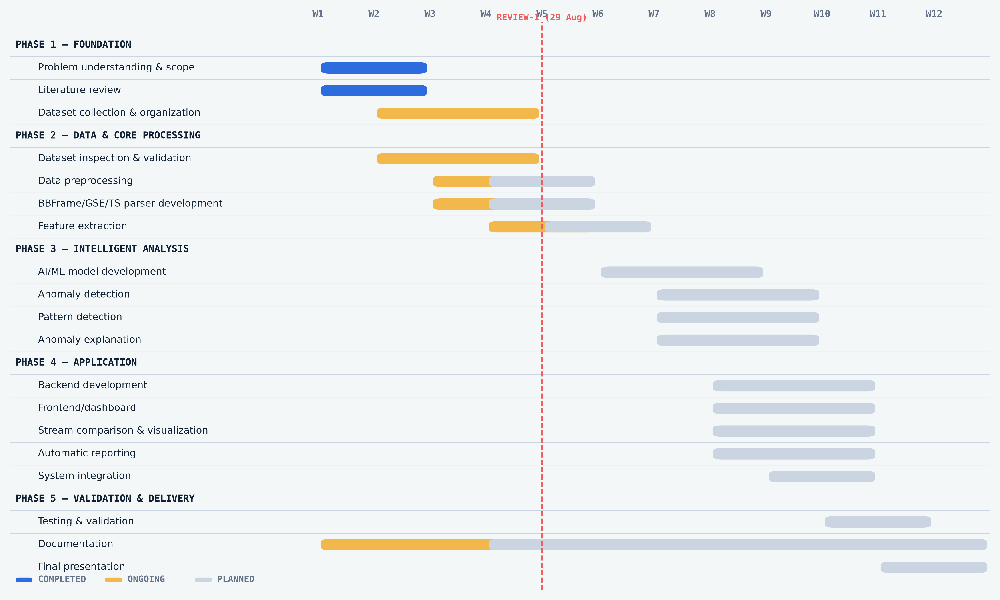 W1 W2 W3 W4 W5 W6 W7 W8 W9 W10 W11 W12
REVIEW-1 (29 Aug)
PHASE 1 — FOUNDATION
Problem understanding & scope
Literature review
Dataset collection & organization
PHASE 2 — DATA & CORE PROCESSING
Dataset inspection & validation
Data preprocessing
BBFrame/GSE/TS parser development
Feature extraction
PHASE 3 — INTELLIGENT ANALYSIS
AI/ML model development
Anomaly detection
Pattern detection
Anomaly explanation
PHASE 4 — APPLICATION
Backend development
Frontend/dashboard
Stream comparison & visualization
Automatic reporting
System integration
PHASE 5 — VALIDATION & DELIVERY
Testing & validation
Documentation
Final presentation
COMPLETED ONGOING PLANNED